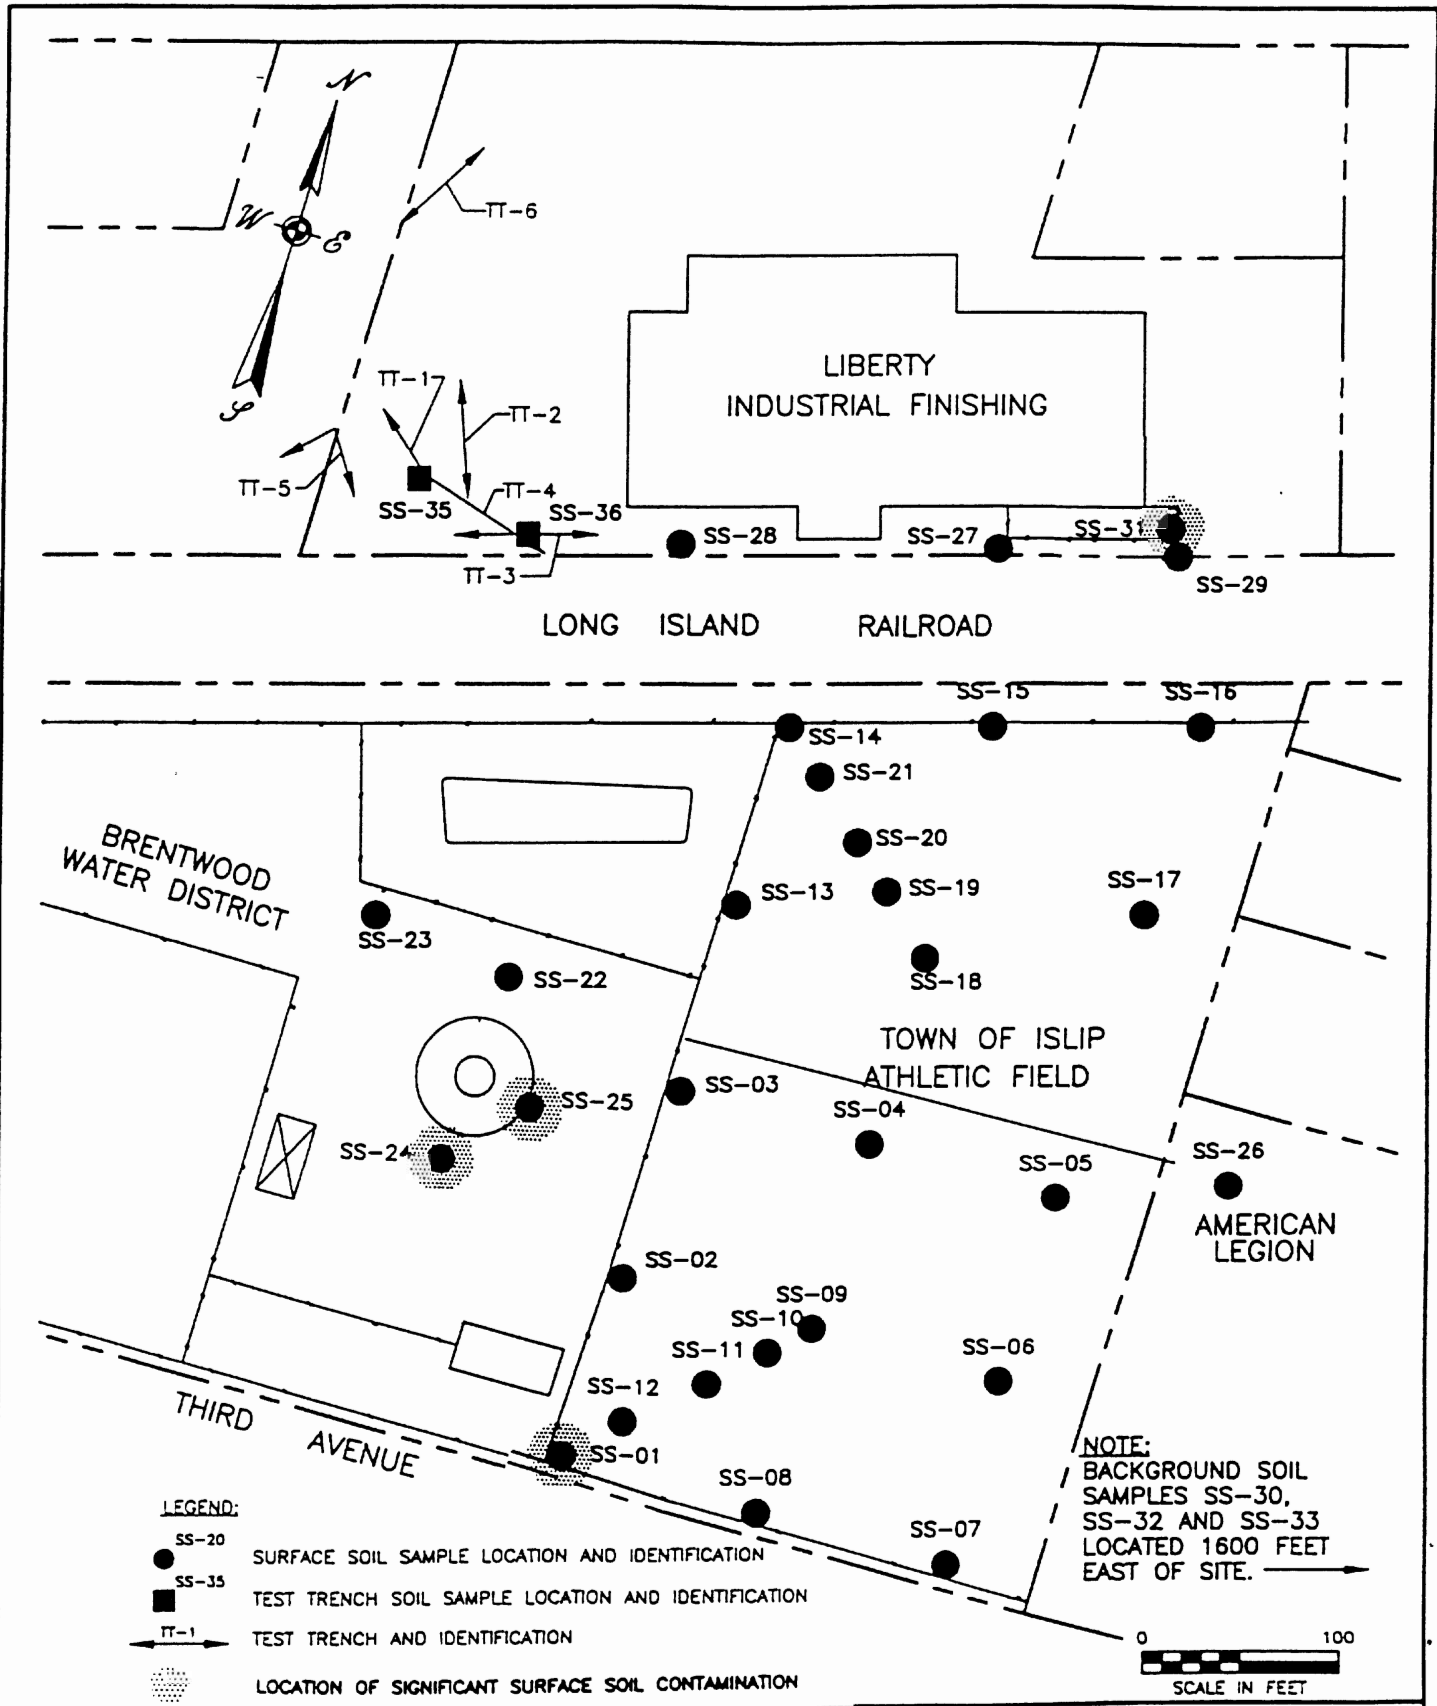 N
W
E
S
TT-6
TT-1
TT-2
LIBERTY
INDUSTRIAL FINISHING
TT-5
SS-35
TT-4
SS-36
TT-3
SS-28
SS-27
SS-31
SS-29
LONG ISLAND RAILROAD
SS-15
SS-16
SS-14
SS-21
SS-20
SS-19
SS-13
SS-17
SS-18
BRENTWOOD
WATER DISTRICT
SS-23
SS-22
TOWN OF ISLIP
ATHLETIC FIELD
SS-03
SS-25
SS-04
SS-24
SS-05
SS-26
AMERICAN
LEGION
SS-02
SS-09
SS-10
SS-11
SS-06
SS-12
SS-01
THIRD AVENUE
SS-08
SS-07
NOTE:
BACKGROUND SOIL
SAMPLES SS-30,
SS-32 AND SS-33
LOCATED 1600 FEET
EAST OF SITE.
LEGEND:
SS-20
SURFACE SOIL SAMPLE LOCATION AND IDENTIFICATION
SS-35
TEST TRENCH SOIL SAMPLE LOCATION AND IDENTIFICATION
TT-1
TEST TRENCH AND IDENTIFICATION
LOCATION OF SIGNIFICANT SURFACE SOIL CONTAMINATION
0 100
SCALE IN FEET